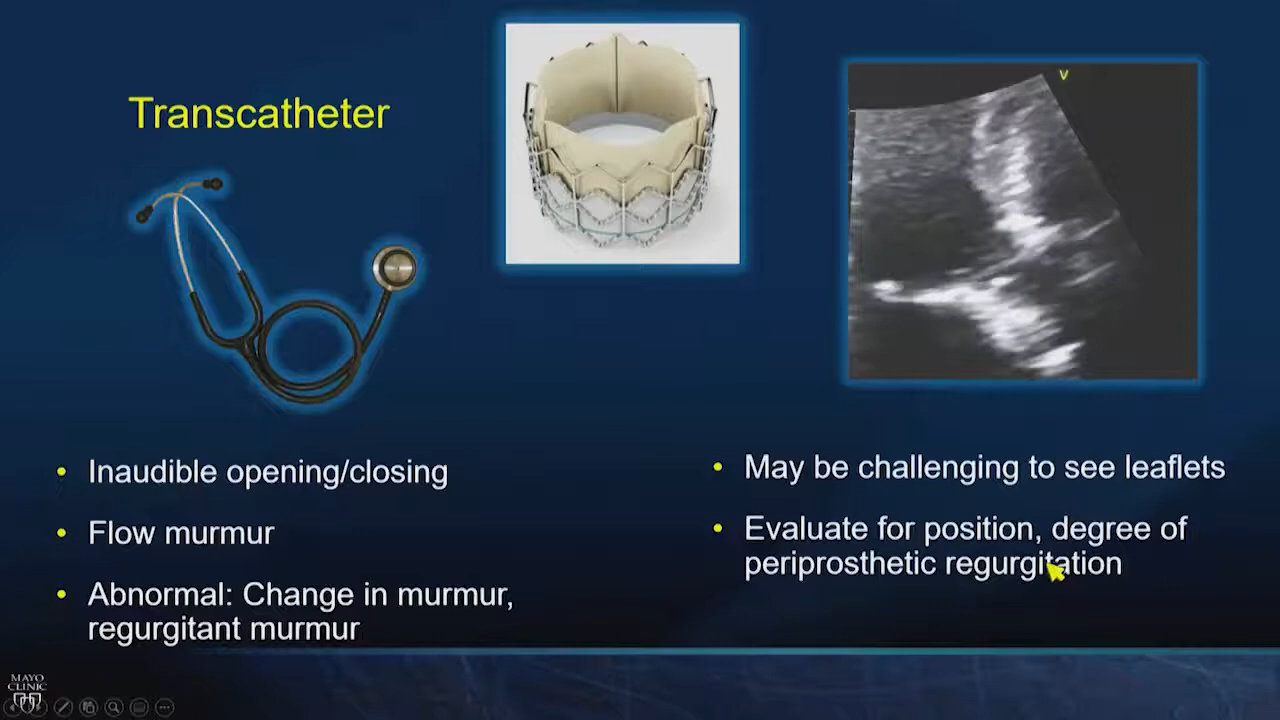 Transcatheter
V
Inaudible opening/closing
Flow murmur
Abnormal: Change in murmur,
regurgitant murmur
May be challenging to see leaflets
Evaluate for position, degree of
periprosthetic regurgitation
MAYO
CLINIC